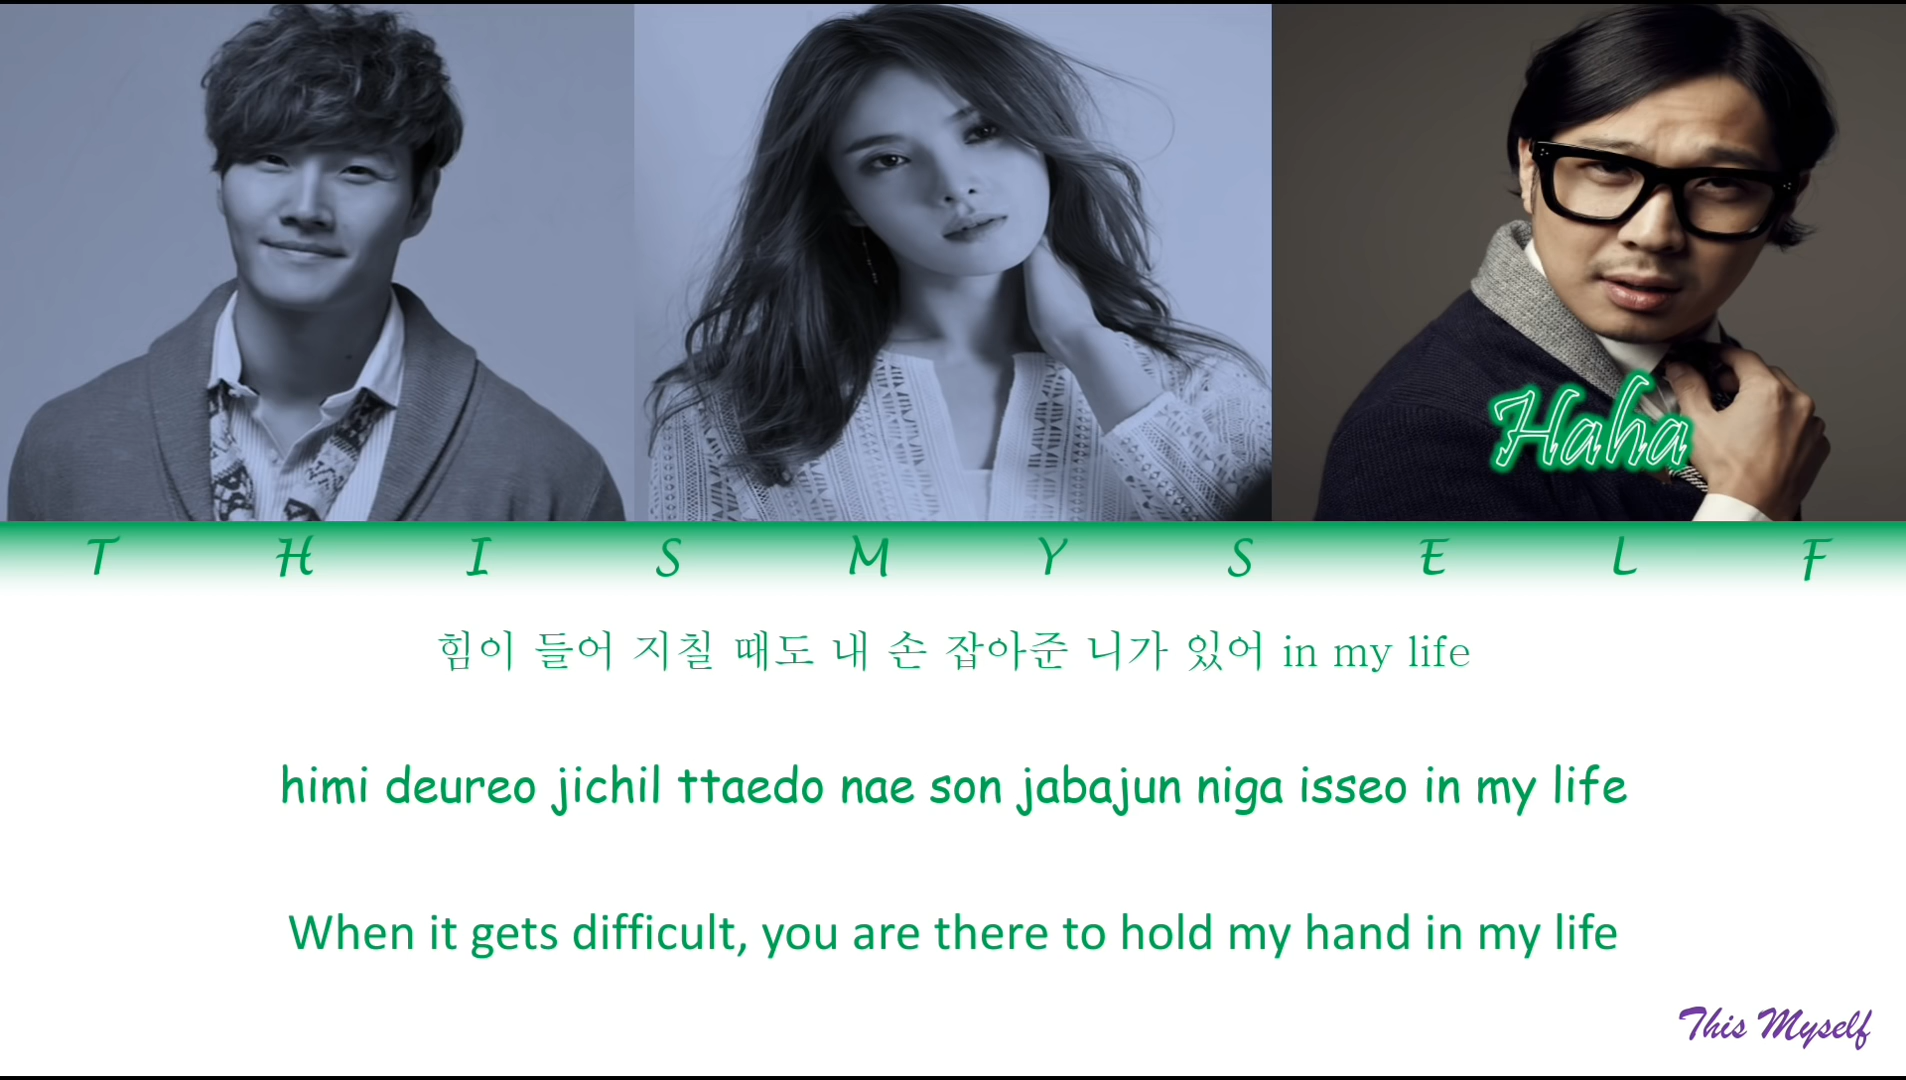 Haha
T H I S M Y S E L F
힘이 들어 지칠 때도 내 손 잡아준 니가 있어 in my life
himi deureo jichil ttaedo nae son jabajun niga isseo in my life
When it gets difficult, you are there to hold my hand in my life
This Myself